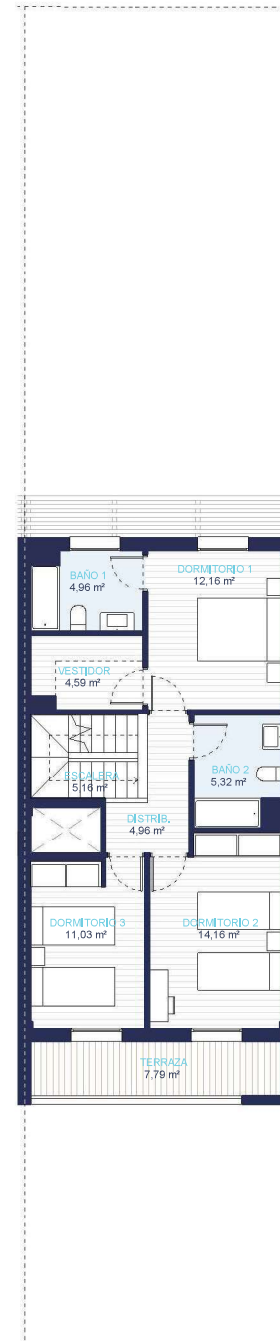 BAÑO 1
4,96 m²
DORMITORIO 1
12,16 m²
VESTIDOR
4,59 m²
ESCALERA
5,16 m²
BAÑO 2
5,32 m²
DISTRIB.
4,96 m²
DORMITORIO 3
11,03 m²
DORMITORIO 2
14,16 m²
TERRAZA
7,79 m²